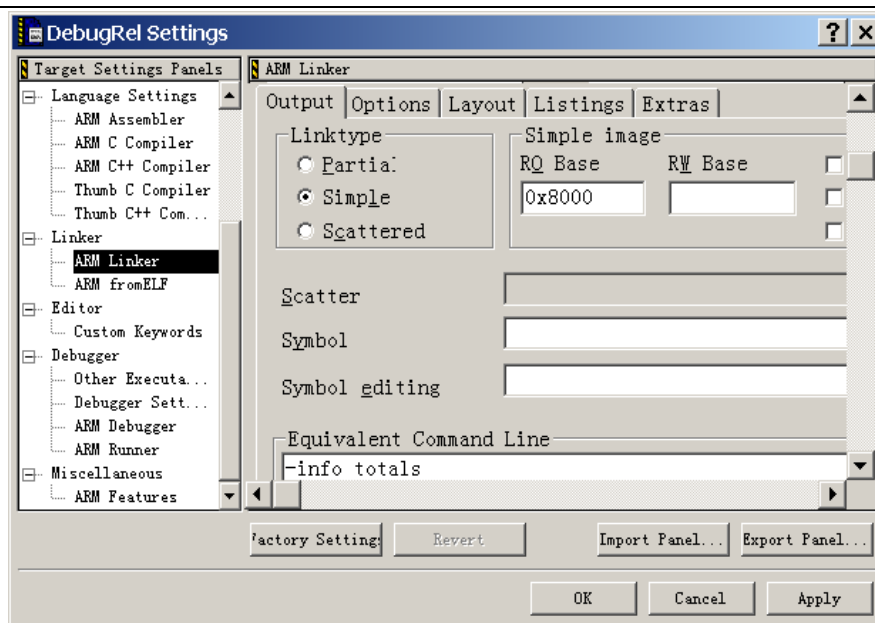 DebugRel Settings
Target Settings Panels
Language Settings
ARM Assembler
ARM C Compiler
ARM C++ Compiler
Thumb C Compiler
Thumb C++ Com...
Linker
ARM Linker
ARM fromELF
Editor
Custom Keywords
Debugger
Other Executa...
Debugger Sett...
ARM Debugger
ARM Runner
Miscellaneous
ARM Features
ARM Linker
Output Options Layout Listings Extras
Linktype
Partial
Simple
Scattered
Simple image
RO Base RW Base
0x8000
Scatter
Symbol
Symbol editing
Equivalent Command Line
-info totals
Factory Settings Revert Import Panel... Export Panel...
OK Cancel Apply